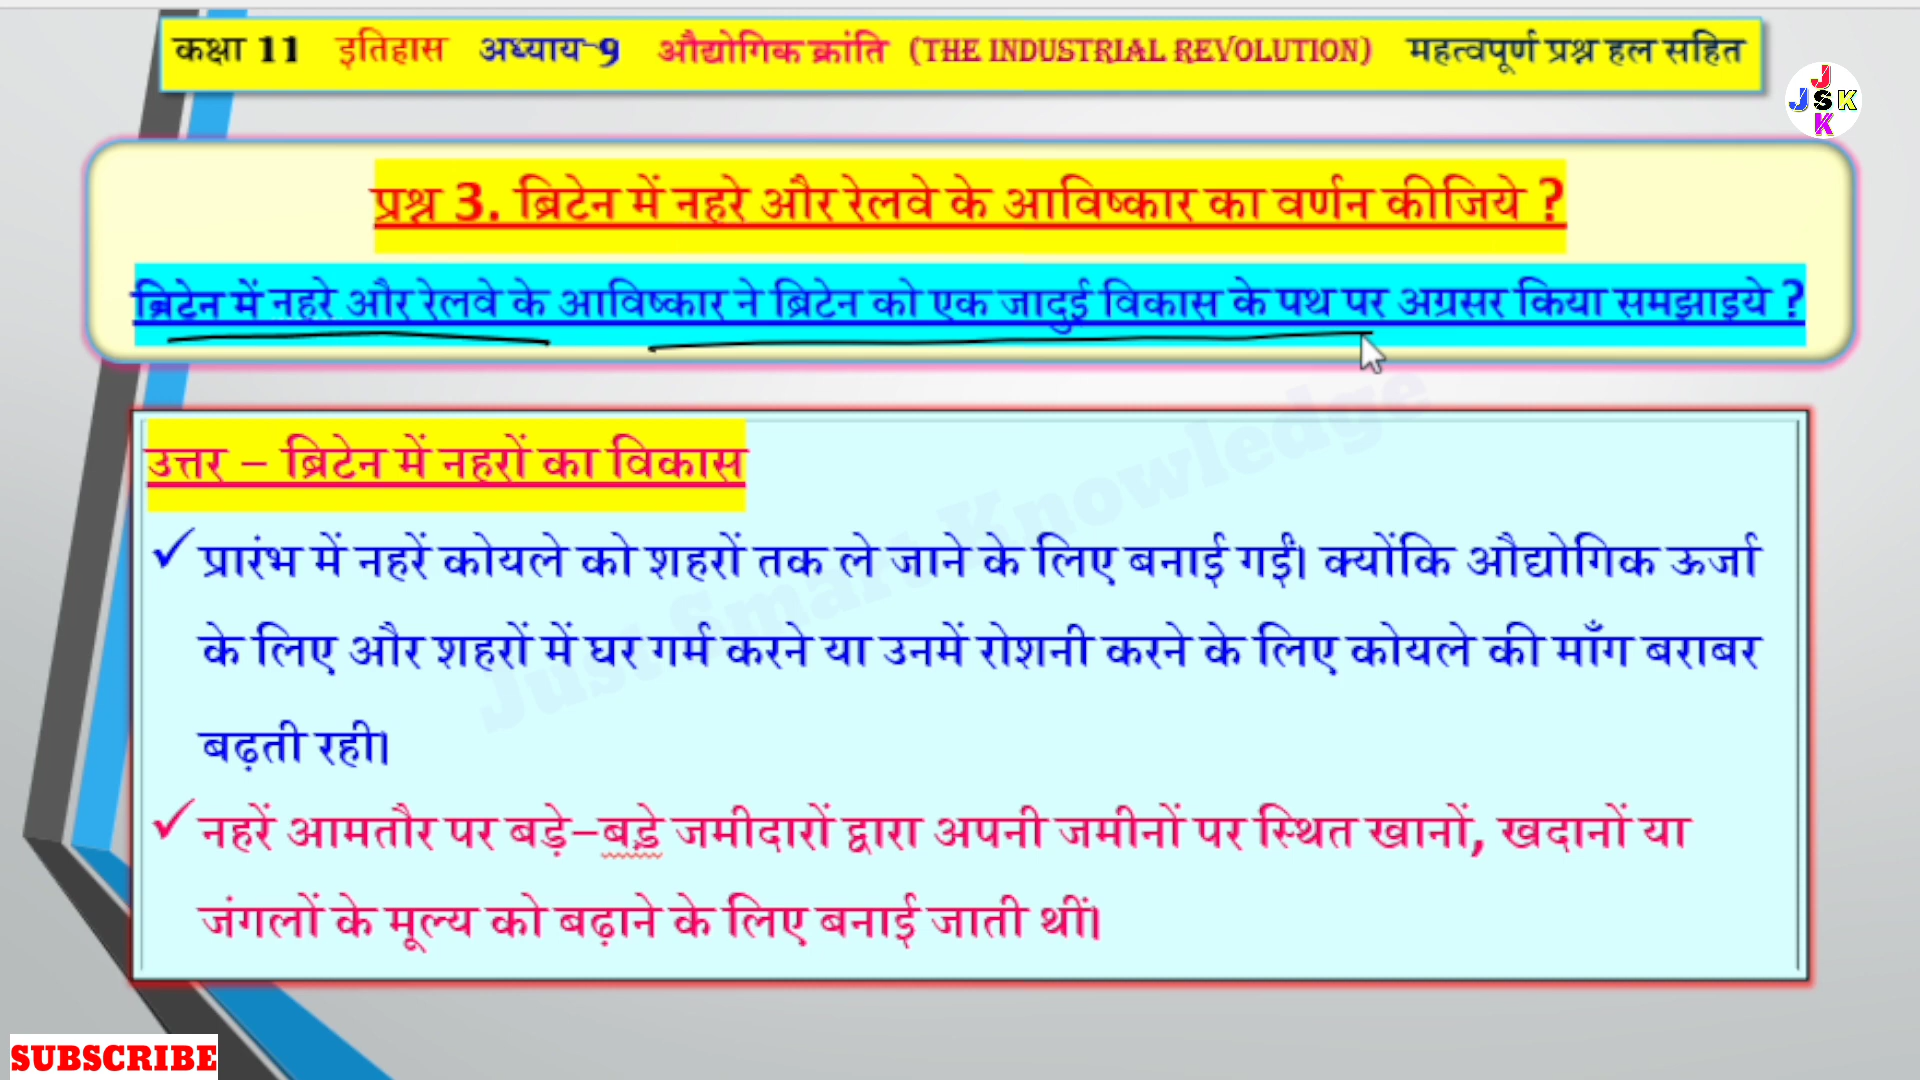 कक्षा 11 इतिहास अध्याय-9 औद्योगिक क्रांति (THE INDUSTRIAL REVOLUTION) महत्वपूर्ण प्रश्न हल सहित
J
J S K
K
प्रश्न 3. ब्रिटेन में नहरे और रेलवे के आविष्कार का वर्णन कीजिये ?
ब्रिटेन में नहरे और रेलवे के आविष्कार ने ब्रिटेन को एक जादुई विकास के पथ पर अग्रसर किया समझाइये ?
उत्तर – ब्रिटेन में नहरों का विकास
✓ प्रारंभ में नहरें कोयले को शहरों तक ले जाने के लिए बनाई गईं। क्योंकि औद्योगिक ऊर्जा
के लिए और शहरों में घर गर्म करने या उनमें रोशनी करने के लिए कोयले की माँग बराबर
बढ़ती रही।
✓ नहरें आमतौर पर बड़े-बड़े जमीदारों द्वारा अपनी जमीनों पर स्थित खानों, खदानों या
जंगलों के मूल्य को बढ़ाने के लिए बनाई जाती थीं।
Just Smart Knowledge
SUBSCRIBE